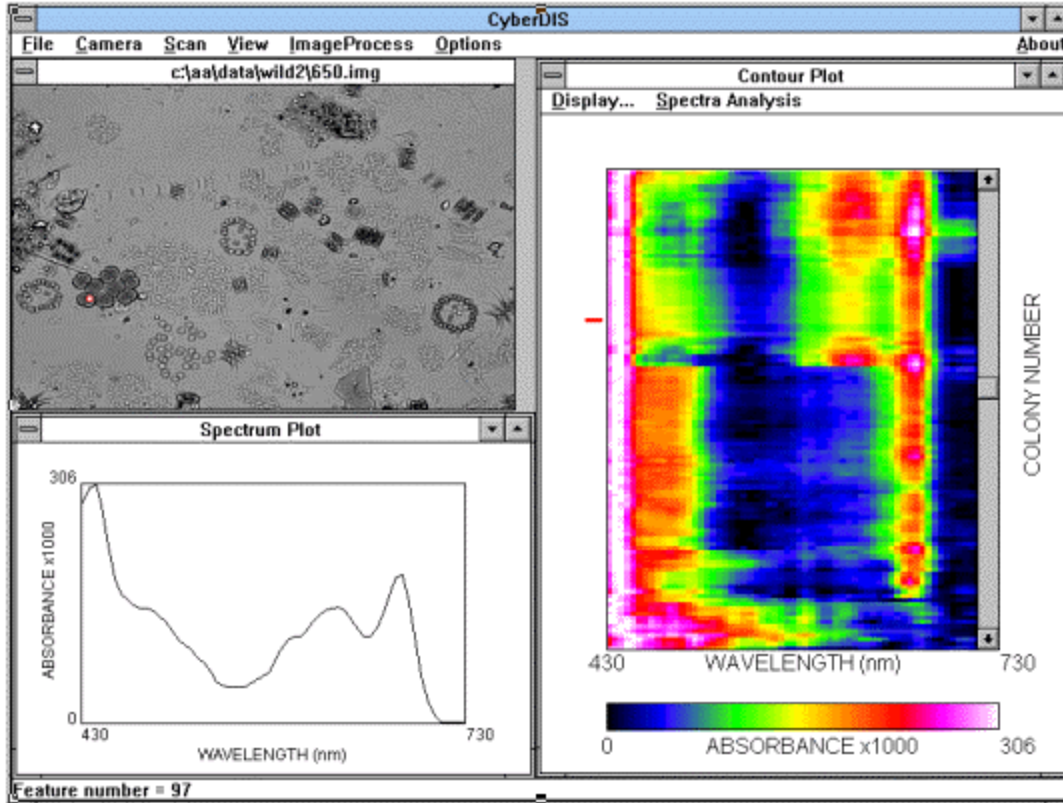 CyberDIS
File Camera Scan View ImageProcess Options About
c:\aa\data\wild2\650.img
Contour Plot
Display... Spectra Analysis
COLONY NUMBER
430 WAVELENGTH (nm) 730
0 ABSORBANCE x1000 306
Spectrum Plot
306
ABSORBANCE x1000
0
430 730
WAVELENGTH (nm)
Feature number = 97